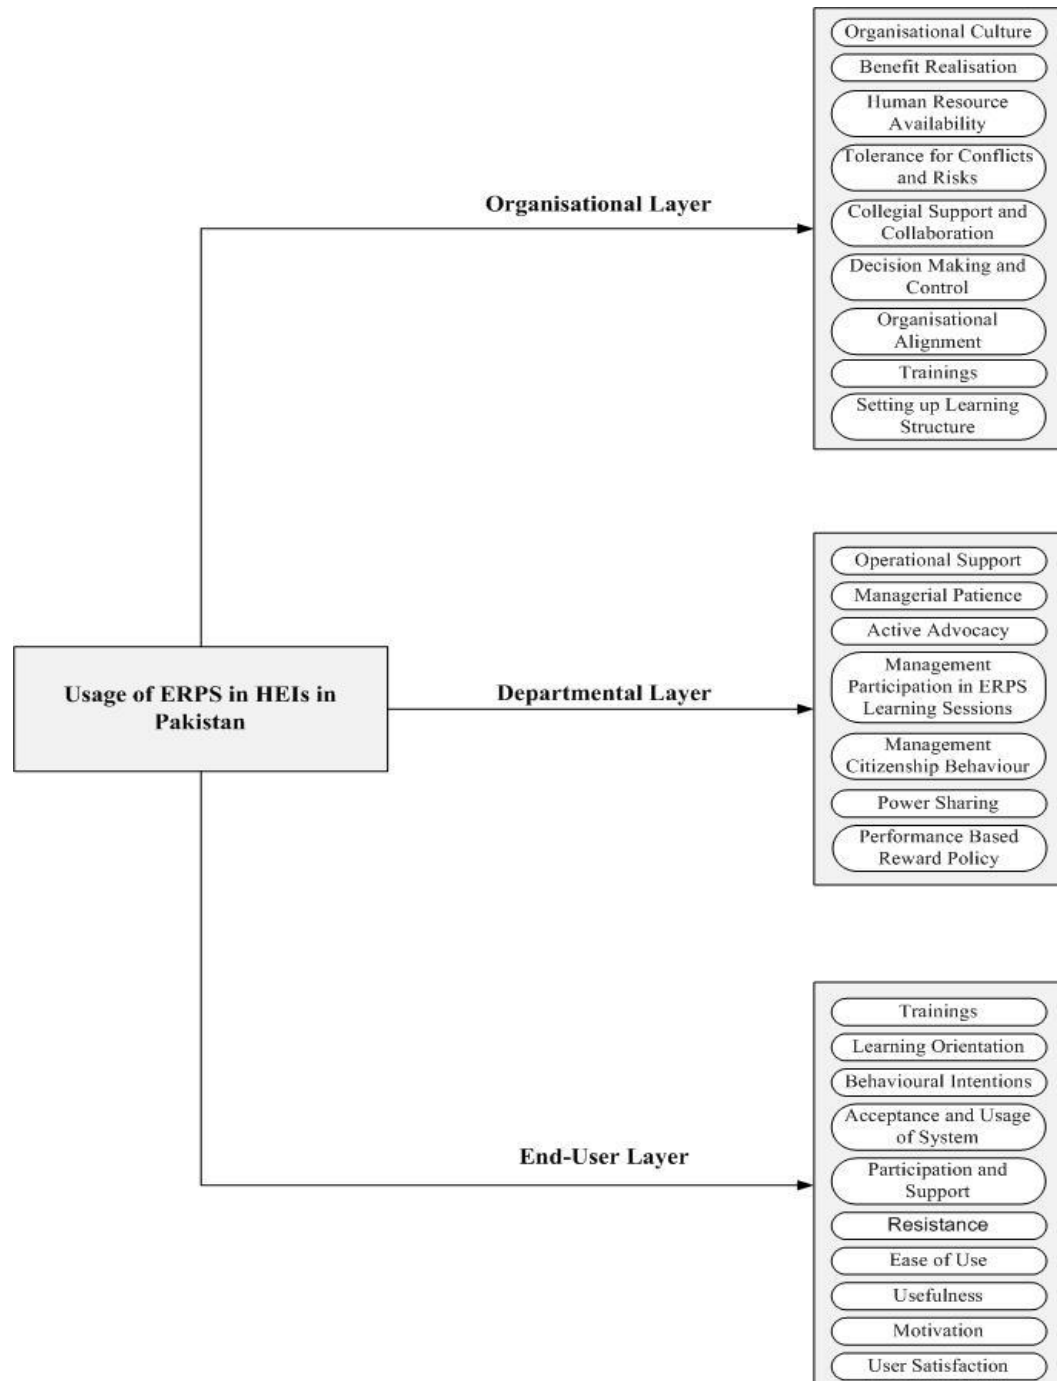 Organisational Culture
Benefit Realisation
Human Resource
Availability
Tolerance for Conflicts
and Risks
Organisational Layer
Collegial Support and
Collaboration
Decision Making and
Control
Organisational
Alignment
Trainings
Setting up Learning
Structure
Usage of ERPS in HEIs in
Pakistan
Departmental Layer
Operational Support
Managerial Patience
Active Advocacy
Management
Participation in ERPS
Learning Sessions
Management
Citizenship Behaviour
Power Sharing
Performance Based
Reward Policy
End-User Layer
Trainings
Learning Orientation
Behavioural Intentions
Acceptance and Usage
of System
Participation and
Support
Resistance
Ease of Use
Usefulness
Motivation
User Satisfaction